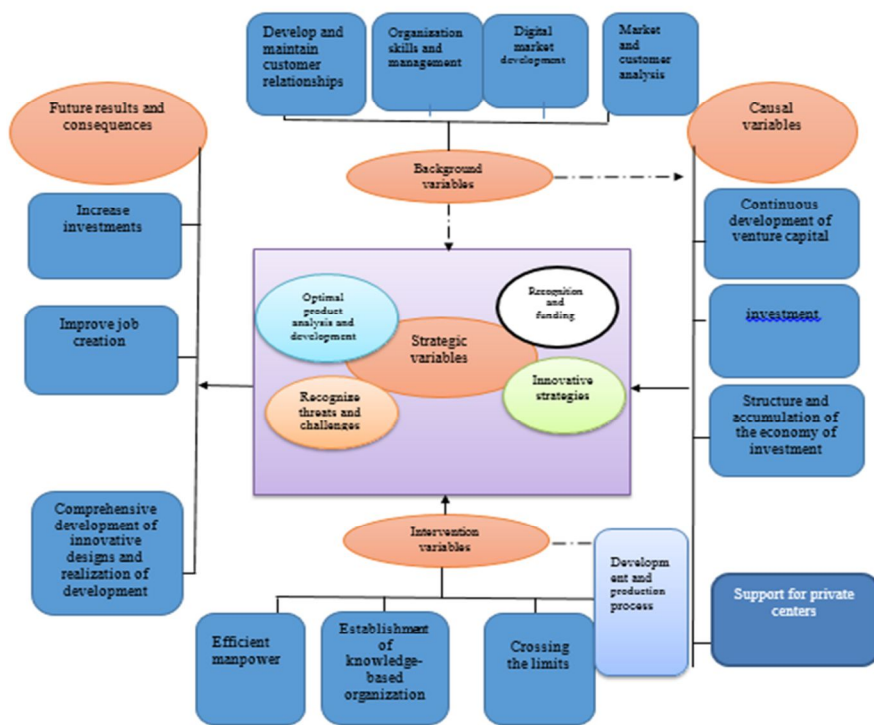 Develop and
maintain
customer
relationships
Organization
skills and
management
Digital
market
development
Market
and
customer
analysis
Future results and
consequences
Causal
variables
Background
variables
Increase
investments
Improve job
creation
Comprehensive
development of
innovative
designs and
realization of
development
Optimal
product
analysis and
development
Recognition
and
funding
Strategic
variables
Innovative
strategies
Recognize
threats and
challenges
Continuous
development of
venture capital
investment
Structure and
accumulation of
the economy of
investment
Support for private
centers
Intervention
variables
Developm
ent and
production
process
Efficient
manpower
Establishment
of
knowledge-
based
organization
Crossing
the limits